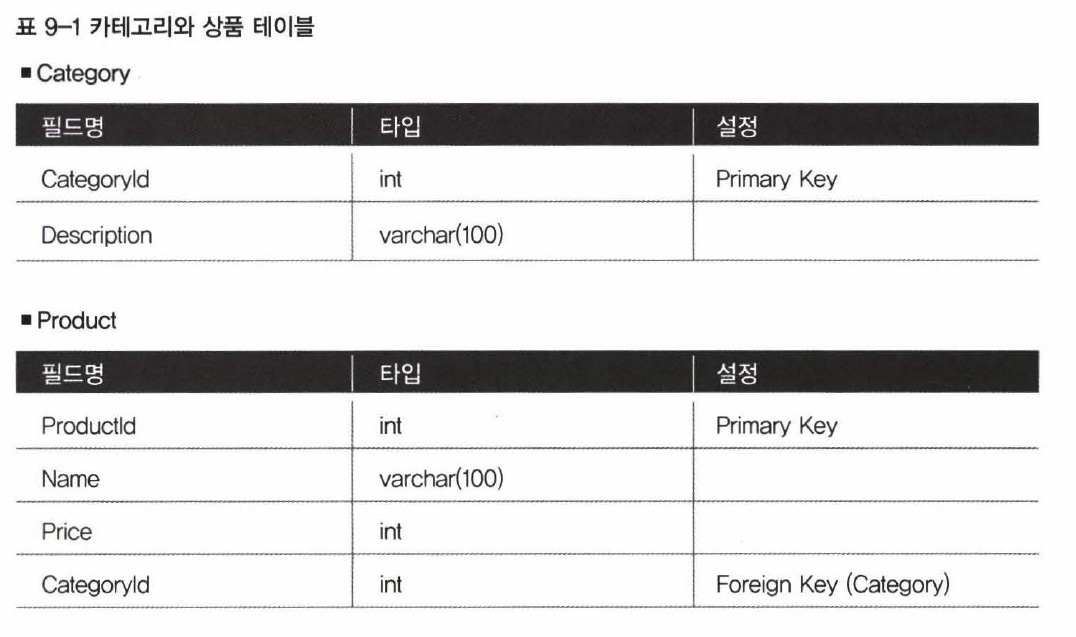 표 9-1 카테고리와 상품 테이블
■ Category
필드명 타입 설정
CategoryId int Primary Key
Description varchar(100)
■ Product
필드명 타입 설정
ProductId int Primary Key
Name varchar(100)
Price int
CategoryId int Foreign Key (Category)